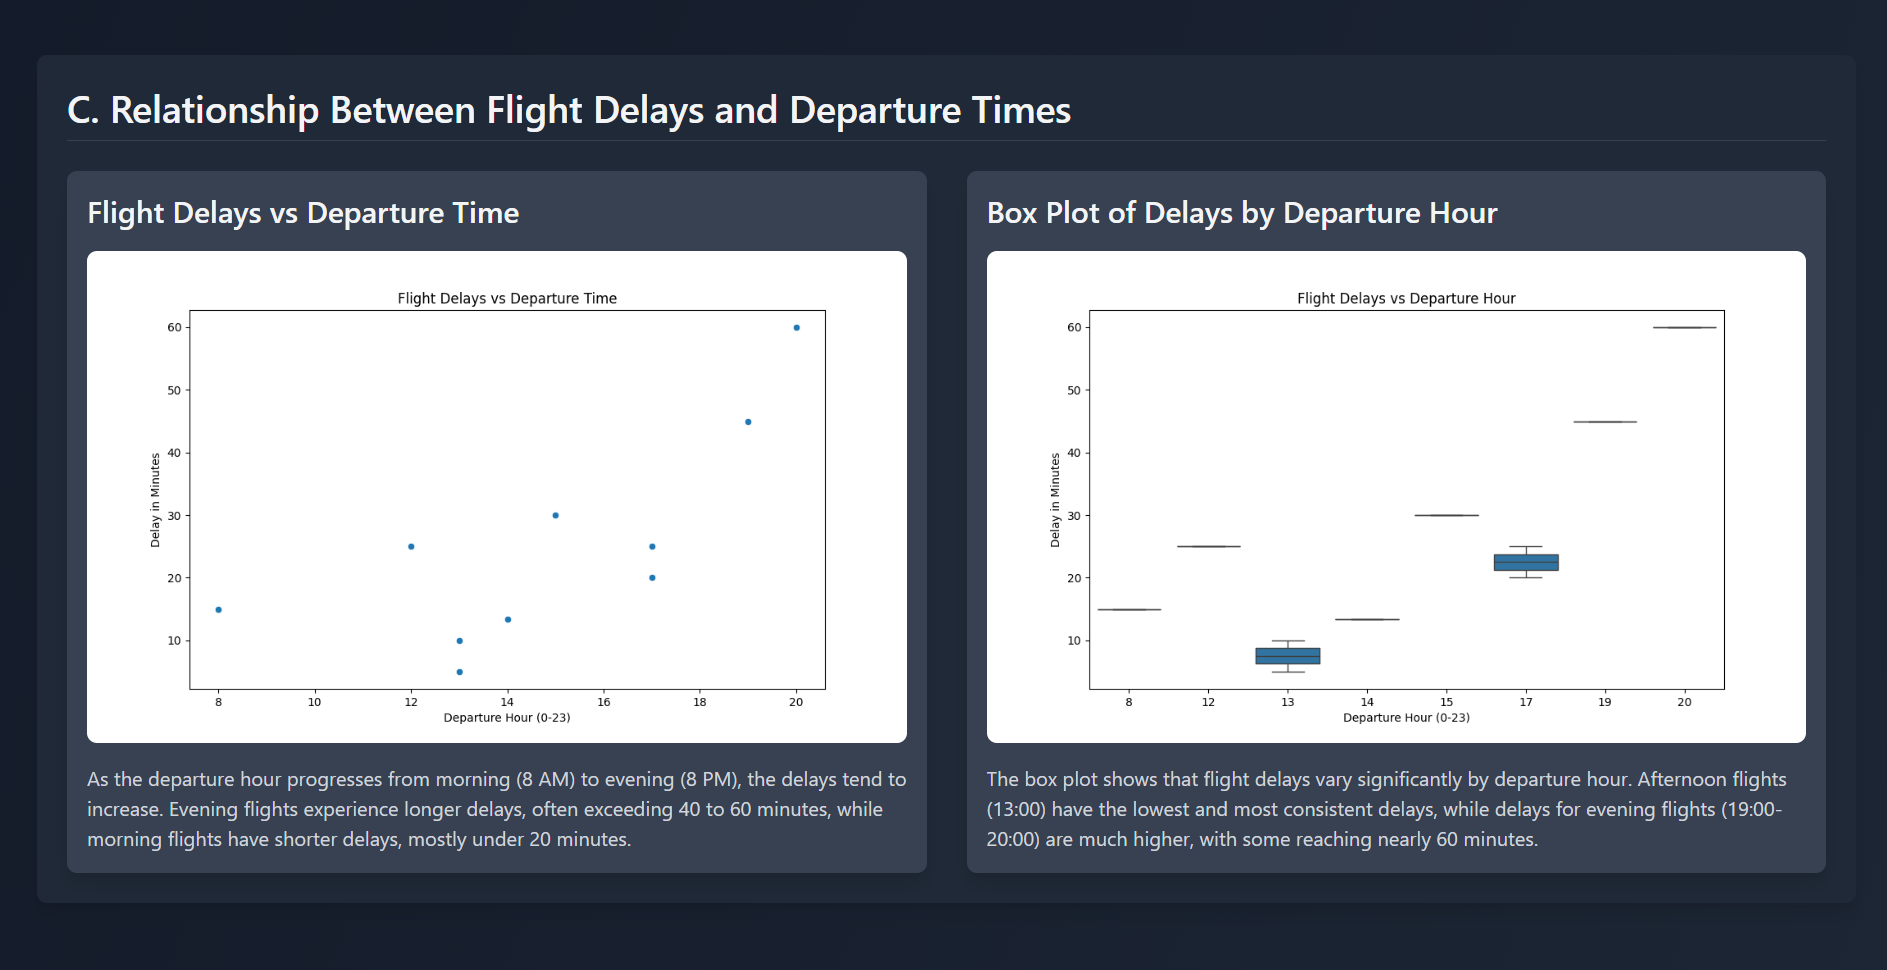 C. Relationship Between Flight Delays and Departure Times
Flight Delays vs Departure Time
Flight Delays vs Departure Time
60
50
40
30
20
10
Delay in Minutes
8 10 12 14 16 18 20
Departure Hour (0-23)
As the departure hour progresses from morning (8 AM) to evening (8 PM), the delays tend to
increase. Evening flights experience longer delays, often exceeding 40 to 60 minutes, while
morning flights have shorter delays, mostly under 20 minutes.
Box Plot of Delays by Departure Hour
Flight Delays vs Departure Hour
60
50
40
30
20
10
Delay in Minutes
8 12 13 14 15 17 19 20
Departure Hour (0-23)
The box plot shows that flight delays vary significantly by departure hour. Afternoon flights
(13:00) have the lowest and most consistent delays, while delays for evening flights (19:00-
20:00) are much higher, with some reaching nearly 60 minutes.